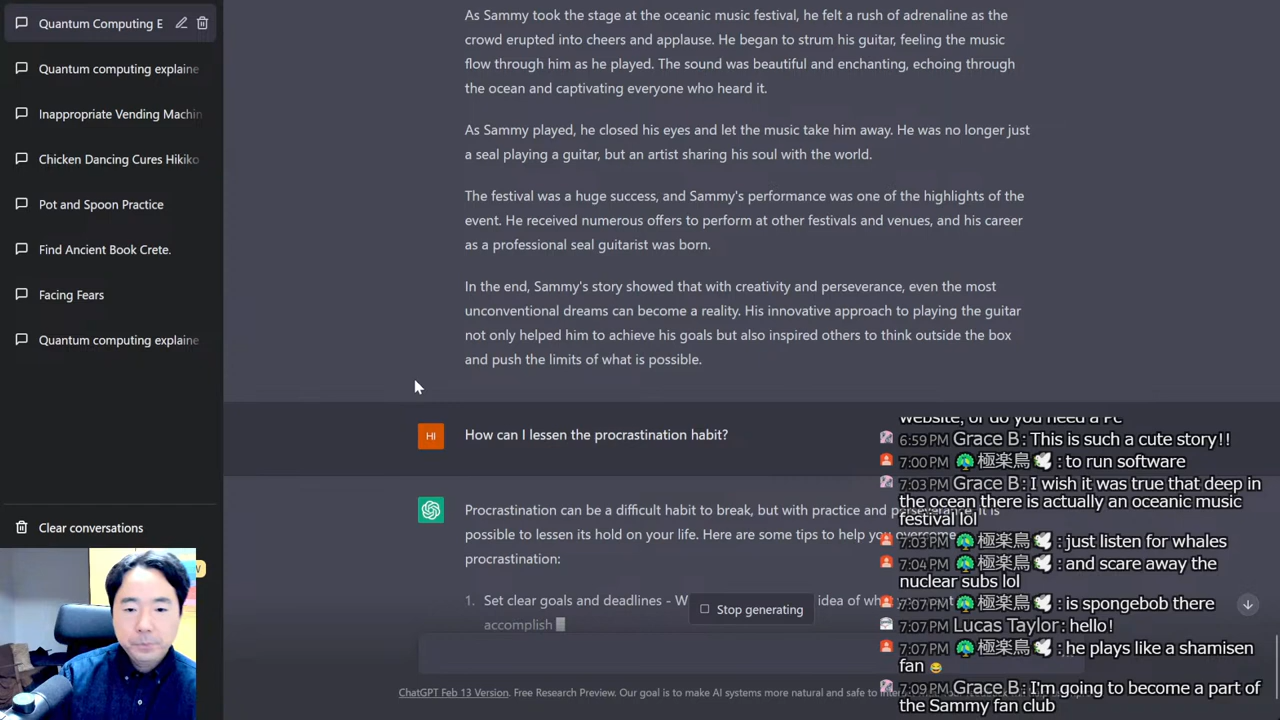 Quantum Computing E
Quantum computing explaine
Inappropriate Vending Machin
Chicken Dancing Cures Hikiko
Pot and Spoon Practice
Find Ancient Book Crete.
Facing Fears
Quantum computing explaine
Clear conversations
As Sammy took the stage at the oceanic music festival, he felt a rush of adrenaline as the
crowd erupted into cheers and applause. He began to strum his guitar, feeling the music
flow through him as he played. The sound was beautiful and enchanting, echoing through
the ocean and captivating everyone who heard it.
As Sammy played, he closed his eyes and let the music take him away. He was no longer just
a seal playing a guitar, but an artist sharing his soul with the world.
The festival was a huge success, and Sammy's performance was one of the highlights of the
event. He received numerous offers to perform at other festivals and venues, and his career
as a professional seal guitarist was born.
In the end, Sammy's story showed that with creativity and perseverance, even the most
unconventional dreams can become a reality. His innovative approach to playing the guitar
not only helped him to achieve his goals but also inspired others to think outside the box
and push the limits of what is possible.
HI
How can I lessen the procrastination habit?
Procrastination can be a difficult habit to break, but with practice and perseverance, it is
possible to lessen its hold on your life. Here are some tips to help you overcome
procrastination:
1. Set clear goals and deadlines - W idea of wh
accomplish
Stop generating
ChatGPT Feb 13 Version. Free Research Preview. Our goal is to make AI systems more natural and safe to
website, or do you need a PC
6:59 PM Grace B: This is such a cute story!!
7:00 PM 🦚極楽鳥🕊: to run software
7:03 PM Grace B: I wish it was true that deep in
the ocean there is actually an oceanic music
festival lol
7:03 PM 🦚極楽鳥🕊: just listen for whales
7:04 PM 🦚極楽鳥🕊: and scare away the
nuclear subs lol
7:07 PM 🦚極楽鳥🕊: is spongebob there
7:07 PM Lucas Taylor: hello!
7:07 PM 🦚極楽鳥🕊: he plays like a shamisen
fan 😂
7:09 PM Grace B: I'm going to become a part of
the Sammy fan club